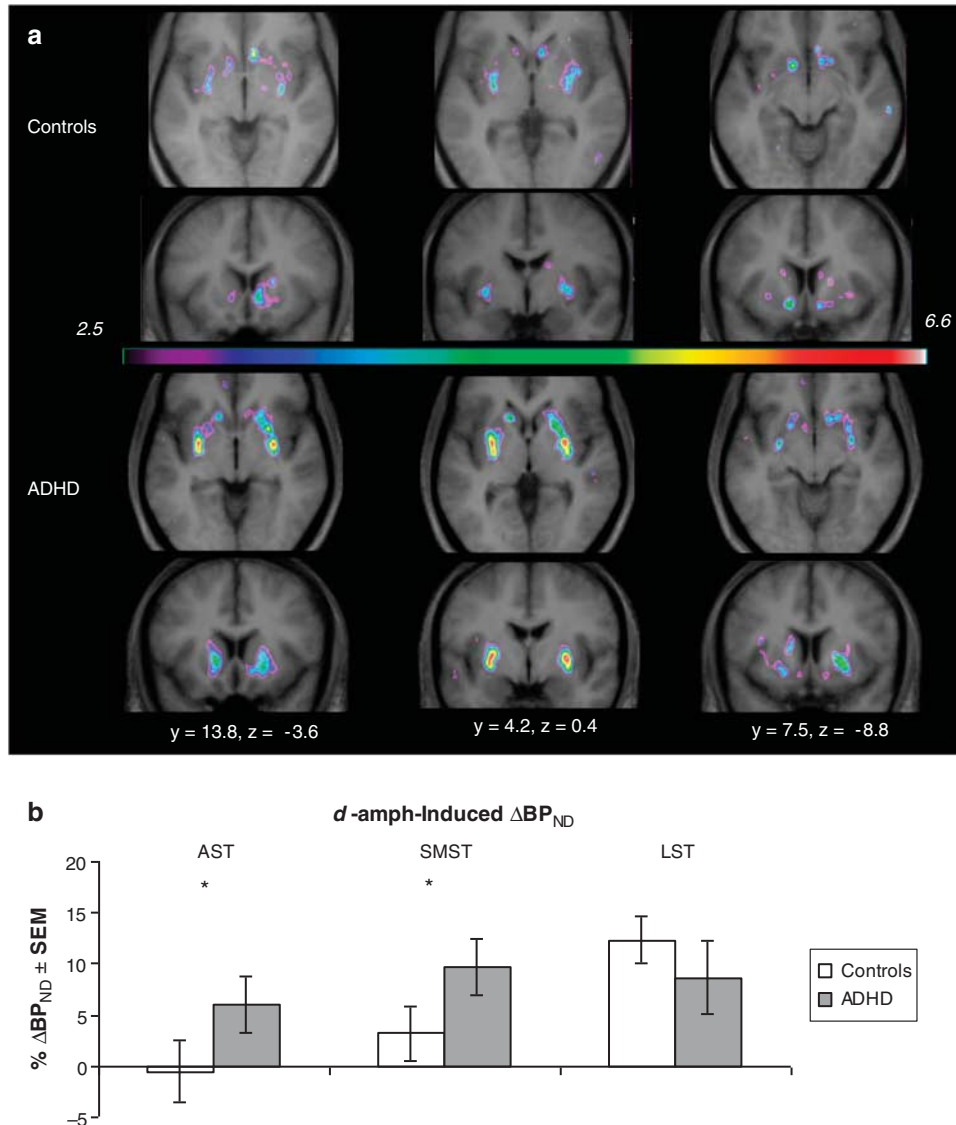 a
Controls
2.5
6.6
ADHD
y = 13.8, z = -3.6
y = 4.2, z = 0.4
y = 7.5, z = -8.8
b
d -amph-Induced ΔBPND
AST
SMST
LST
20
15
10
5
0
–5
% ΔBPND ± SEM
*
*
Controls
ADHD